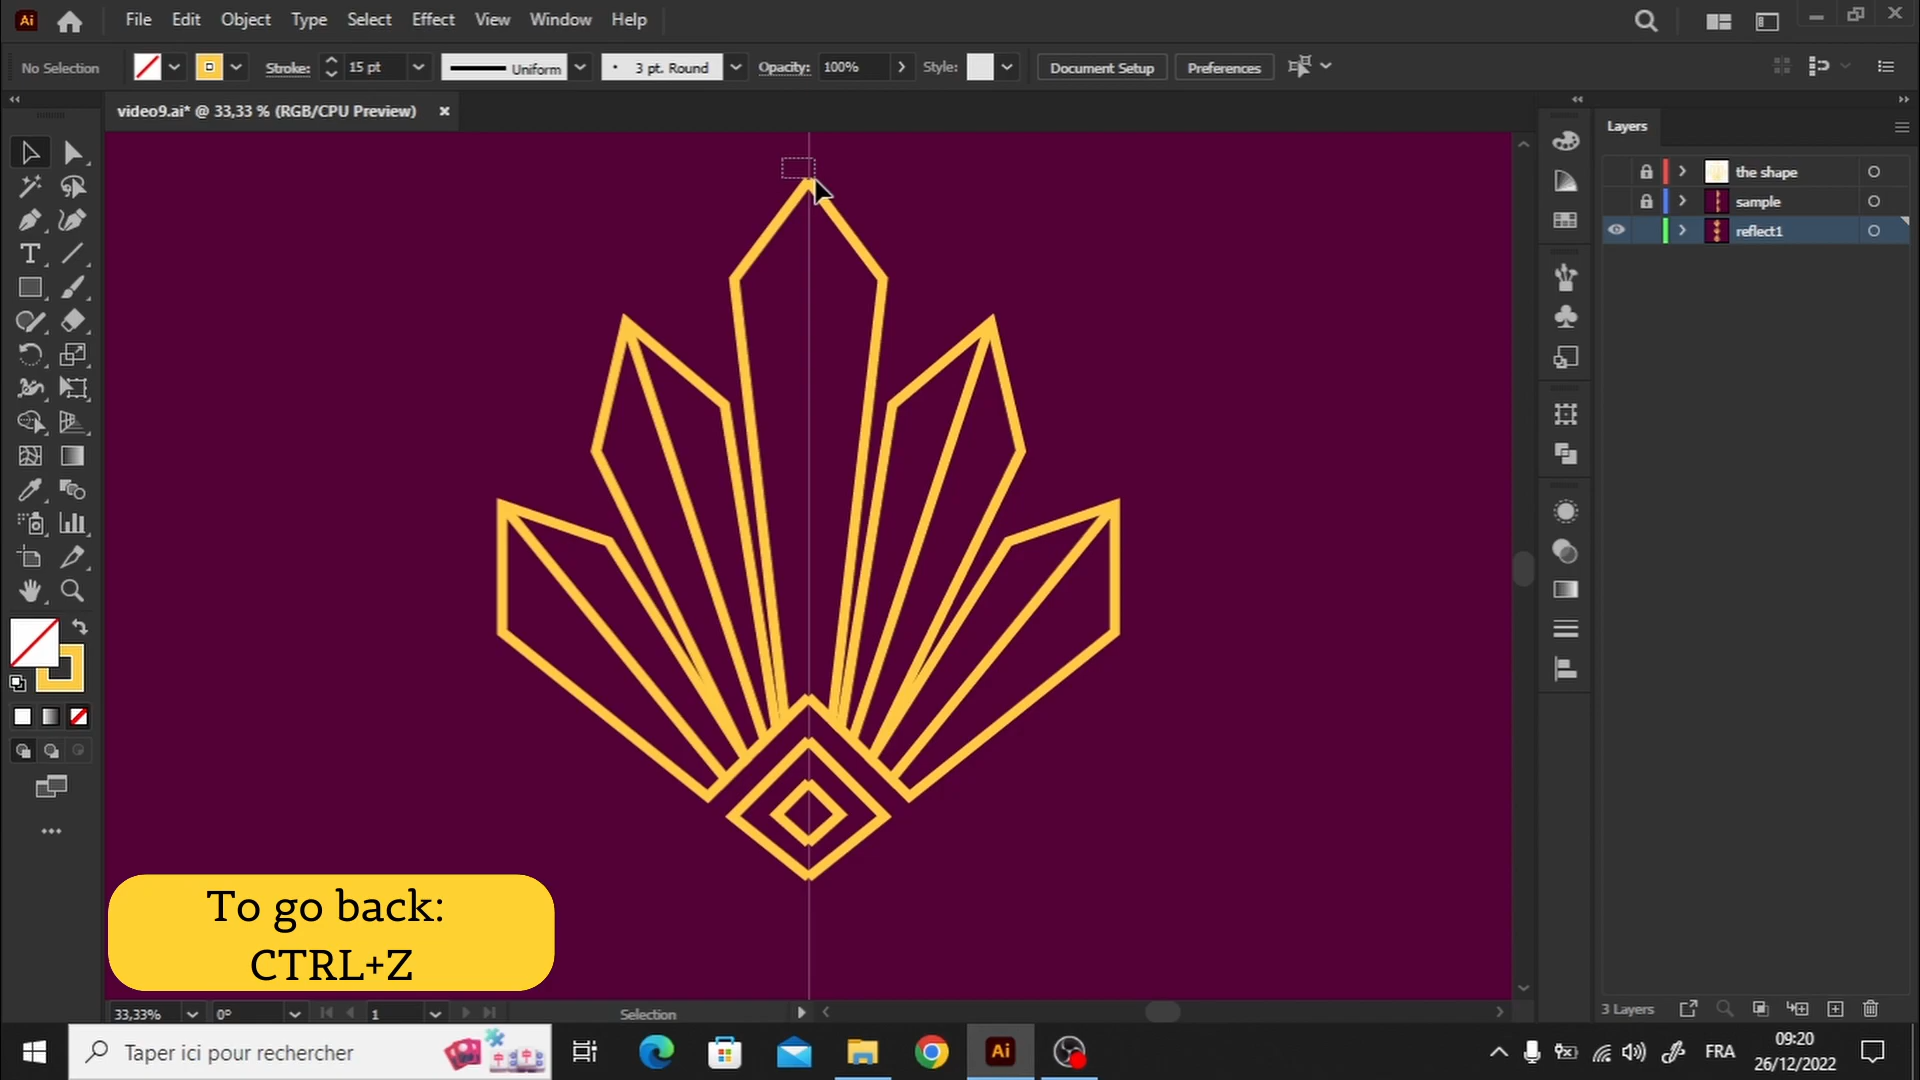 Ai File Edit Object Type Select Effect View Window Help
No Selection Stroke: 15 pt Uniform 3 pt. Round Opacity: 100% Style: Document Setup Preferences
video9.ai* @ 33,33 % (RGB/CPU Preview)
Layers
the shape
sample
reflect1
To go back:
CTRL+Z
33,33% 0° 1 Selection
3 Layers
Taper ici pour rechercher
Ai
FRA
09:20
26/12/2022